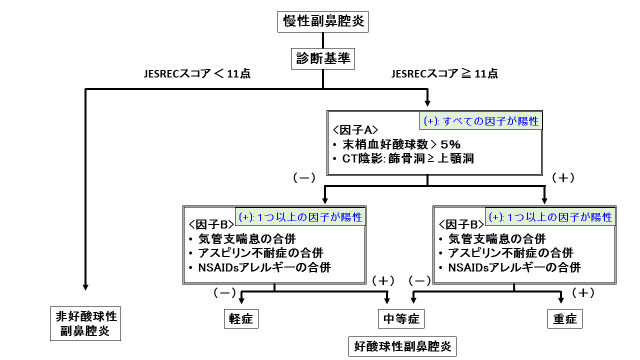 慢性副鼻腔炎
診断基準
JESRECスコア < 11点
JESRECスコア ≧ 11点
(+): すべての因子が陽性
<因子A>
• 末梢血好酸球数 > 5%
• CT陰影: 篩骨洞 ≥ 上顎洞
(－)
(＋)
(+): 1つ以上の因子が陽性
<因子B>
• 気管支喘息の合併
• アスピリン不耐症の合併
• NSAIDsアレルギーの合併
(+): 1つ以上の因子が陽性
<因子B>
• 気管支喘息の合併
• アスピリン不耐症の合併
• NSAIDsアレルギーの合併
(－)
(＋)
(－)
(＋)
非好酸球性
副鼻腔炎
軽症
中等症
重症
好酸球性副鼻腔炎